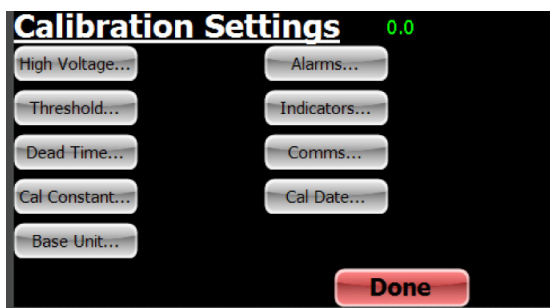 Calibration Settings 0.0
High Voltage... Alarms...
Threshold... Indicators...
Dead Time... Comms...
Cal Constant... Cal Date...
Base Unit...
Done